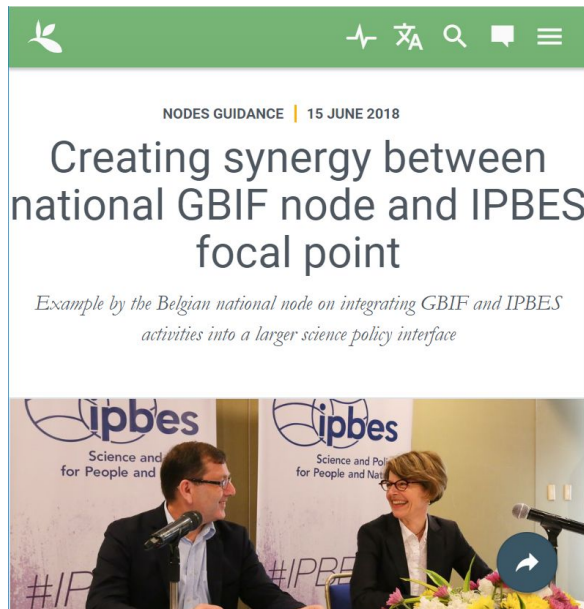 NODES GUIDANCE | 15 JUNE 2018
Creating synergy between
national GBIF node and IPBES
focal point
Example by the Belgian national node on integrating GBIF and IPBES
activities into a larger science policy interface
ipbes
Science and
for People and
ipbes
Science and Poli
for People and Nat
#IP
#IPBE